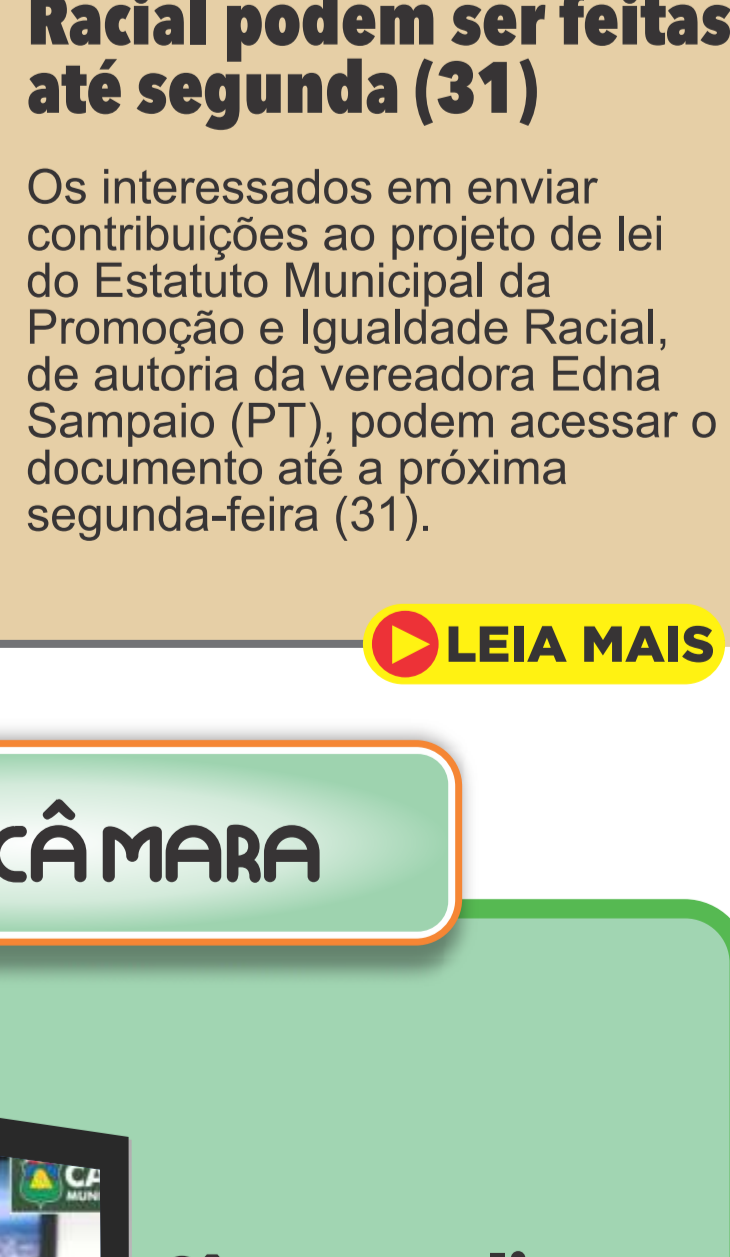 Racial podem ser feitas
até segunda (31)
Os interessados em enviar
contribuições ao projeto de lei
do Estatuto Municipal da
Promoção e Igualdade Racial,
de autoria da vereadora Edna
Sampaio (PT), podem acessar o
documento até a próxima
segunda-feira (31).
LEIA MAIS
CÂMARA